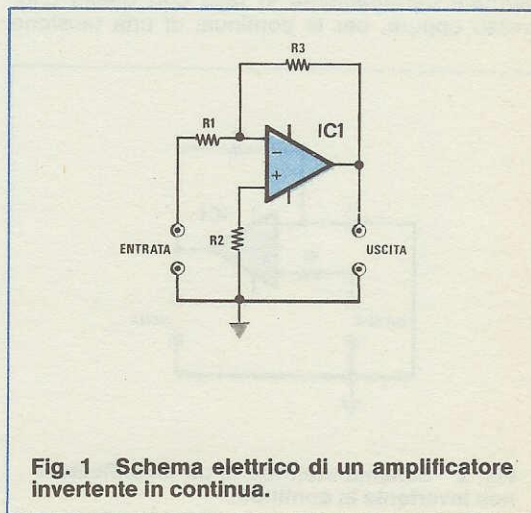 R3
R1
IC1
−
+
R2
ENTRATA
USCITA
Fig. 1 Schema elettrico di un amplificatore
invertente in continua.